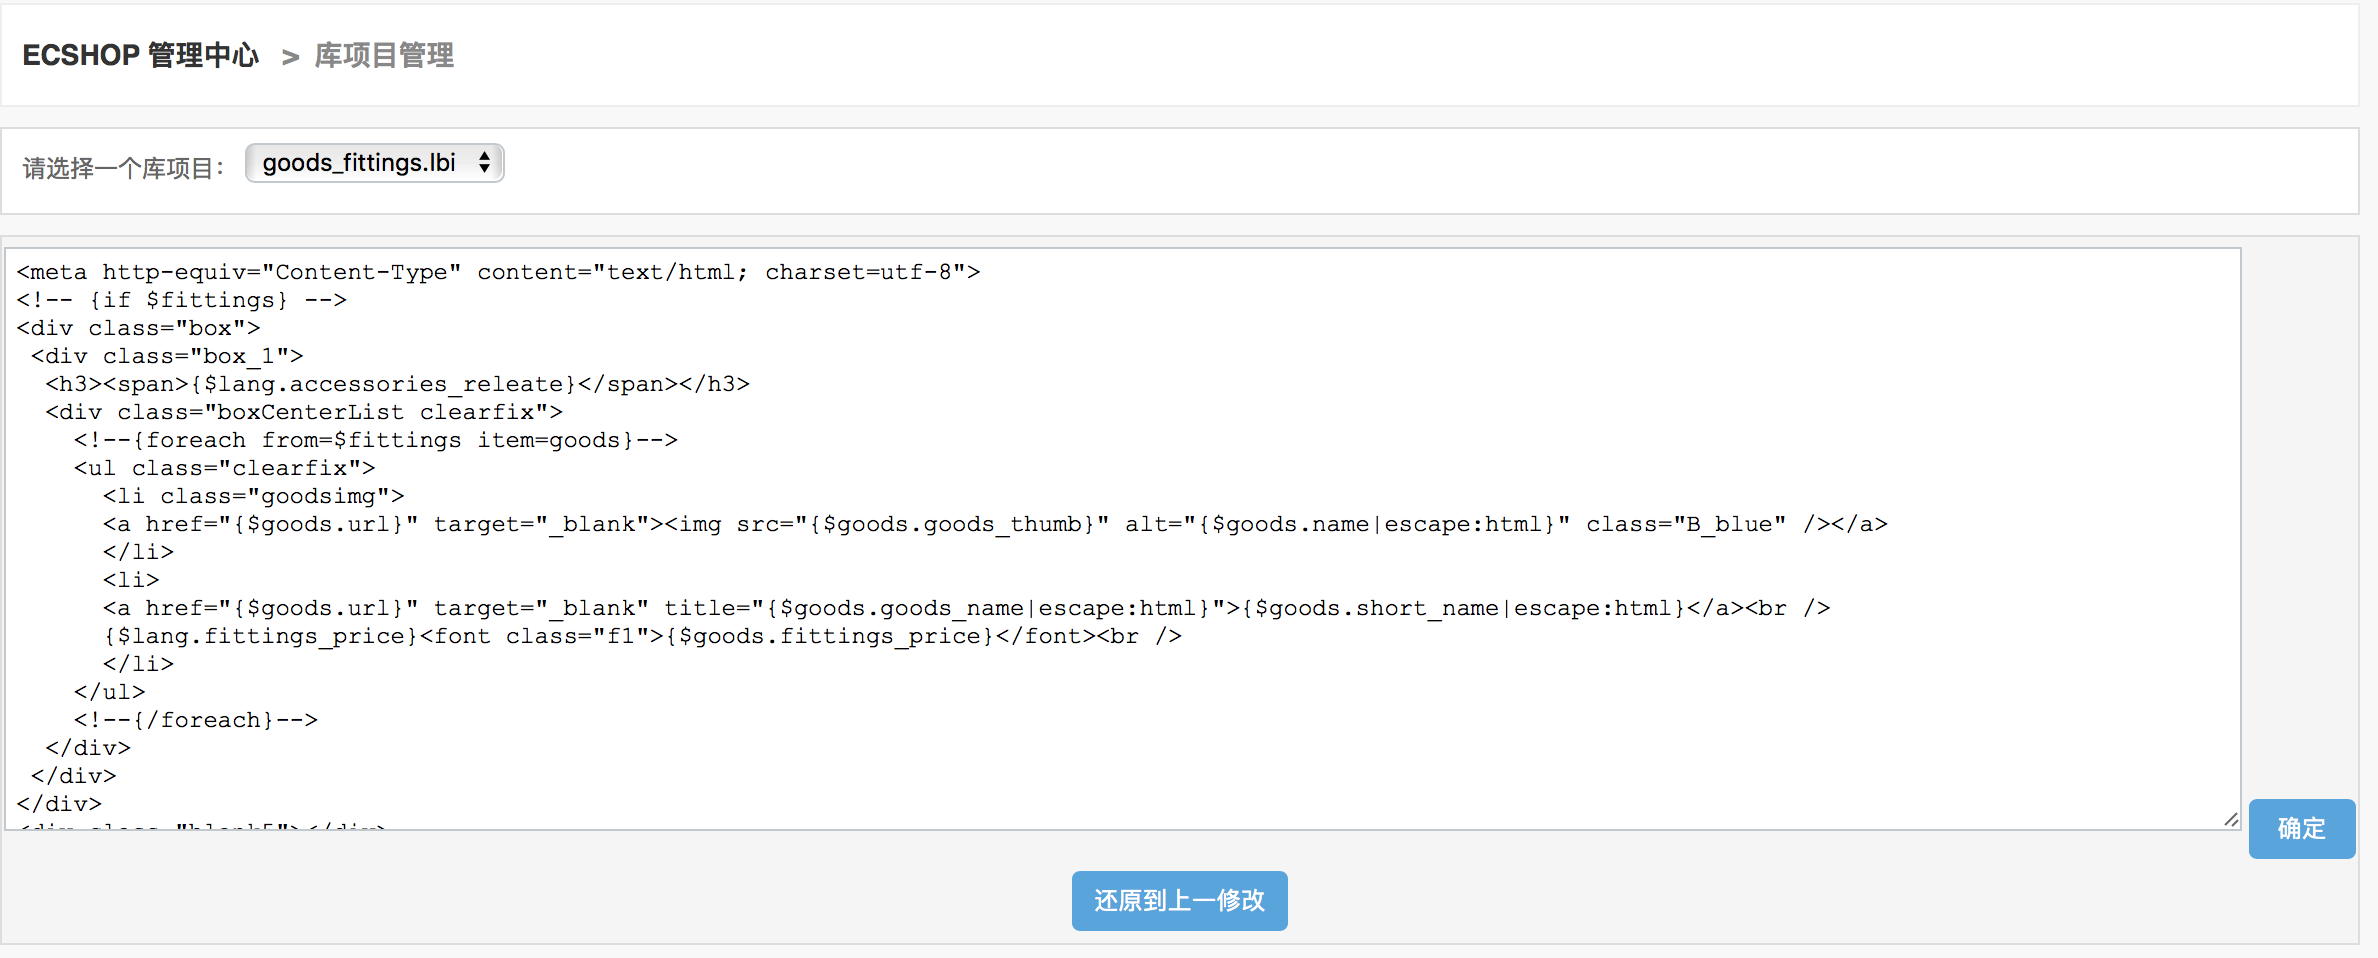 ECSHOP 管理中心 > 库项目管理
请选择一个库项目： goods_fittings.lbi
<meta http-equiv="Content-Type" content="text/html; charset=utf-8">
<!-- {if $fittings} -->
<div class="box">
 <div class="box_1">
  <h3><span>{$lang.accessories_releate}</span></h3>
  <div class="boxCenterList clearfix">
    <!--{foreach from=$fittings item=goods}-->
    <ul class="clearfix">
      <li class="goodsimg">
      <a href="{$goods.url}" target="_blank"><img src="{$goods.goods_thumb}" alt="{$goods.name|escape:html}" class="B_blue" /></a>
      </li>
      <li>
      <a href="{$goods.url}" target="_blank" title="{$goods.goods_name|escape:html}">{$goods.short_name|escape:html}</a><br />
      {$lang.fittings_price}<font class="f1">{$goods.fittings_price}</font><br />
      </li>
    </ul>
    <!--{/foreach}-->
  </div>
 </div>
</div>
<div class="blank5"></div>
确定
还原到上一修改